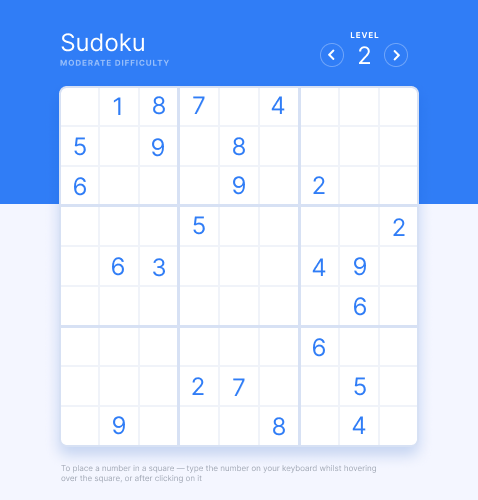 Sudoku
MODERATE DIFFICULTY
LEVEL
2
1 8 7 4
5 9 8
6 9 2
5 2
6 3 4 9
6
6
2 7 5
9 8 4
To place a number in a square — type the number on your keyboard whilst hovering
over the square, or after clicking on it